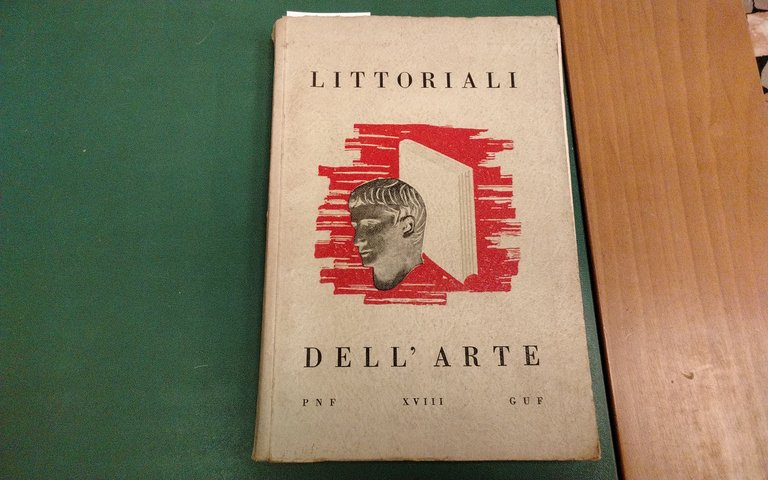 LITTORIALI
DELL' ARTE
PNF XVIII GUF